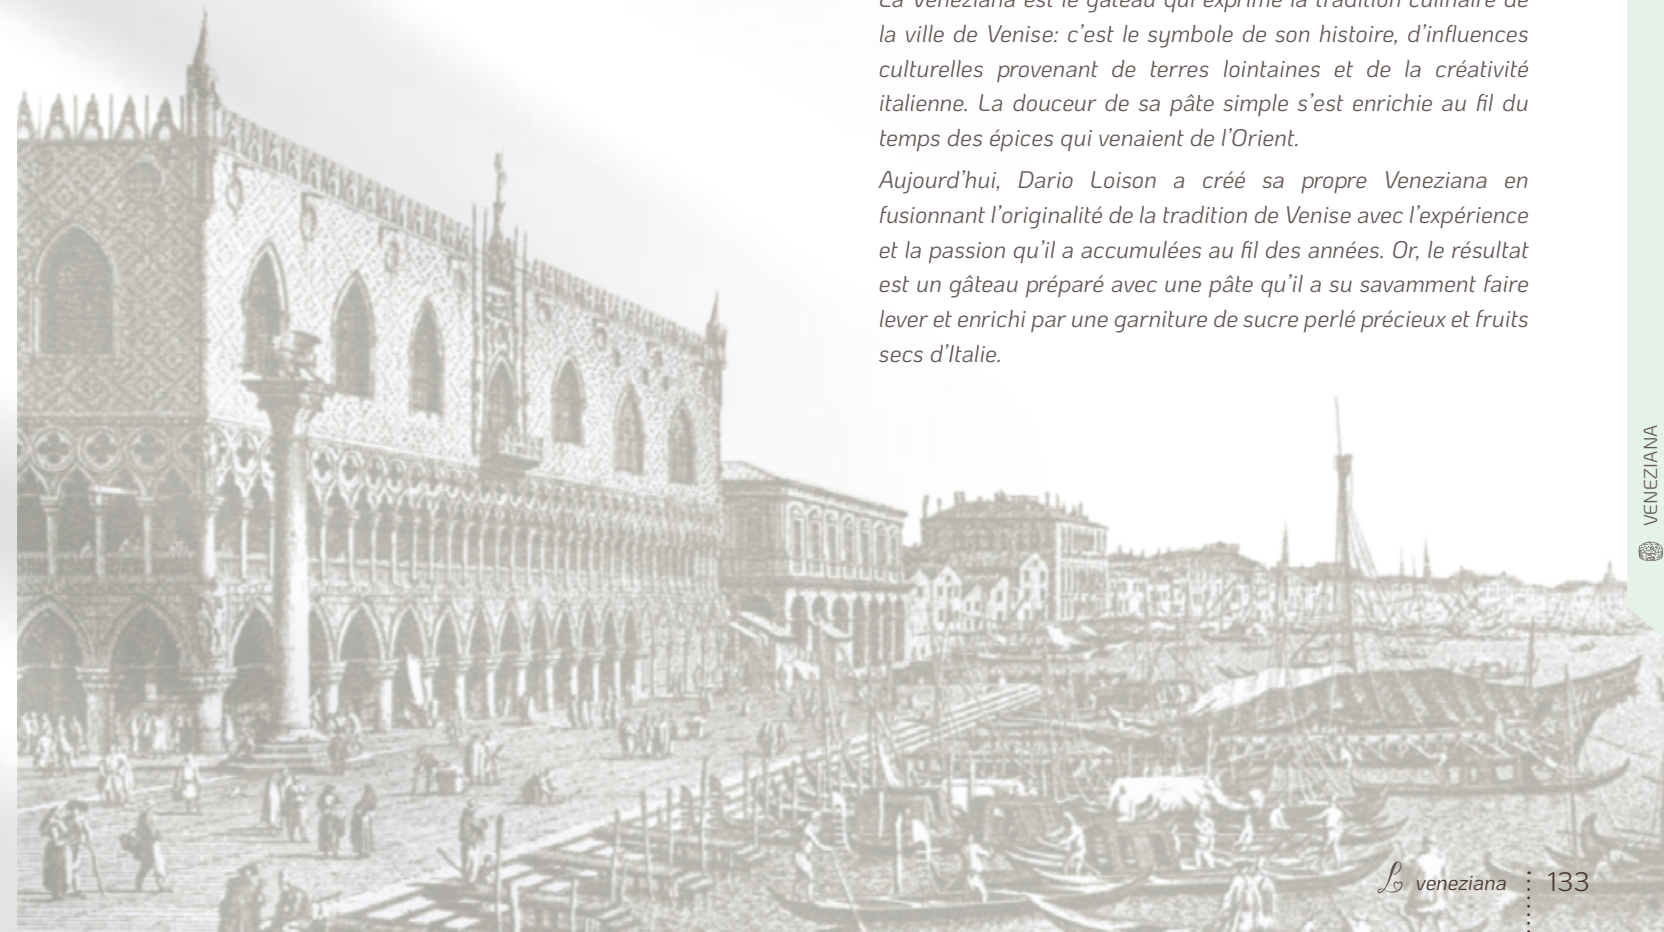 La Veneziana est le gâteau qui exprime la tradition culinaire de
la ville de Venise: c’est le symbole de son histoire, d’influences
culturelles provenant de terres lointaines et de la créativité
italienne. La douceur de sa pâte simple s’est enrichie au fil du
temps des épices qui venaient de l’Orient.
Aujourd’hui, Dario Loison a créé sa propre Veneziana en
fusionnant l’originalité de la tradition de Venise avec l’expérience
et la passion qu’il a accumulées au fil des années. Or, le résultat
est un gâteau préparé avec une pâte qu’il a su savamment faire
lever et enrichi par une garniture de sucre perlé précieux et fruits
secs d’Italie.
VENEZIANA
L veneziana 133